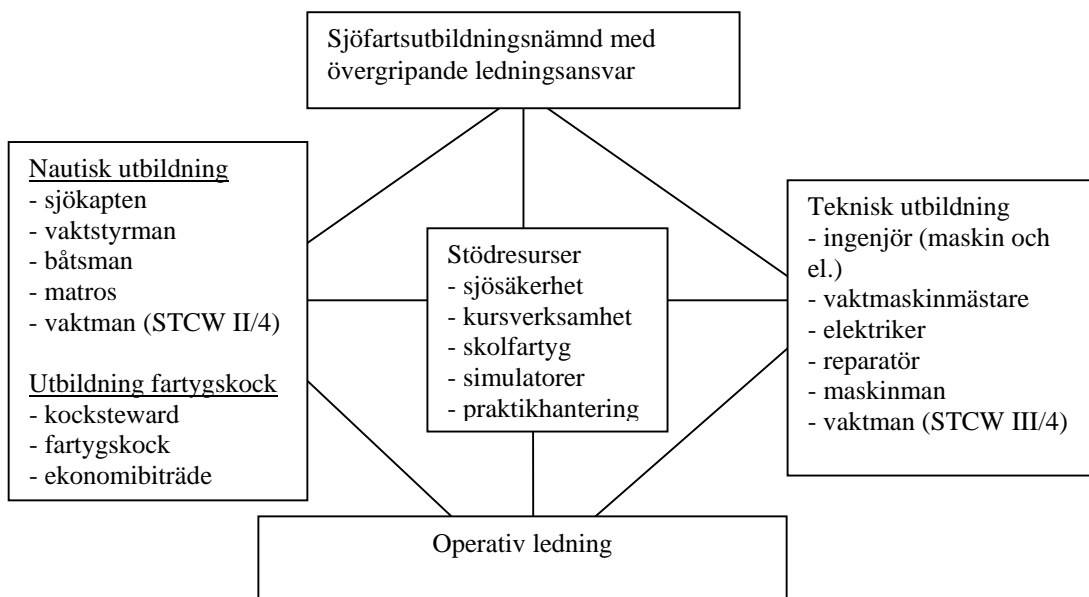 Sjöfartsutbildningsnämnd med
övergripande ledningsansvar
Nautisk utbildning
- sjökapten
- vaktstyrman
- båtsman
- matros
- vaktman (STCW II/4)
Utbildning fartygskock
- kocksteward
- fartygskock
- ekonomibiträde
Stödresurser
- sjösäkerhet
- kursverksamhet
- skolfartyg
- simulatorer
- praktikhantering
Teknisk utbildning
- ingenjör (maskin och
el.)
- vaktmaskinmästare
- elektriker
- reparatör
- maskinman
- vaktman (STCW III/4)
Operativ ledning